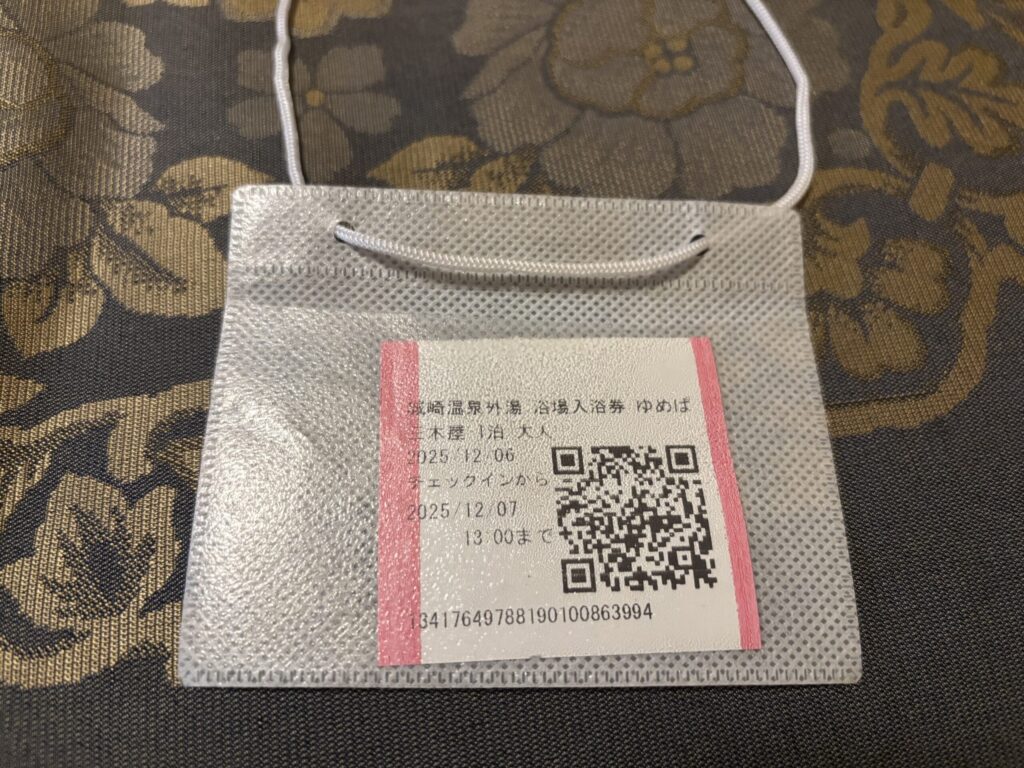 城崎温泉外湯 浴場入浴券 ゆめぱ
三木屋 1泊 大人
2025/12/06
チェックインから
2025/12/07
13:00まで
13417649788190100863994